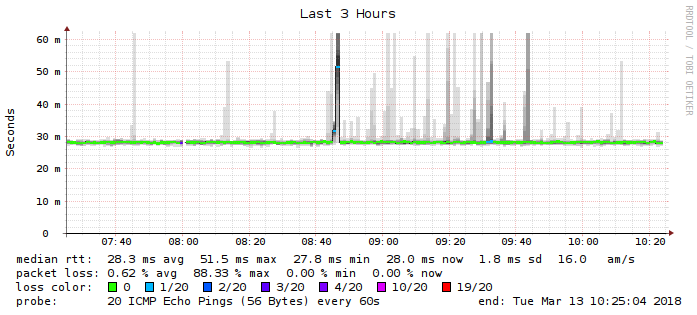 Last 3 Hours
RRDTOOL / TOBI OETIKER
Seconds
60 m
50 m
40 m
30 m
20 m
10 m
0
07:40 08:00 08:20 08:40 09:00 09:20 09:40 10:00 10:20
median rtt: 28.3 ms avg 51.5 ms max 27.8 ms min 28.0 ms now 1.8 ms sd 16.0 am/s
packet loss: 0.62 % avg 88.33 % max 0.00 % min 0.00 % now
loss color: 0 1/20 2/20 3/20 4/20 10/20 19/20
probe: 20 ICMP Echo Pings (56 Bytes) every 60s end: Tue Mar 13 10:25:04 2018